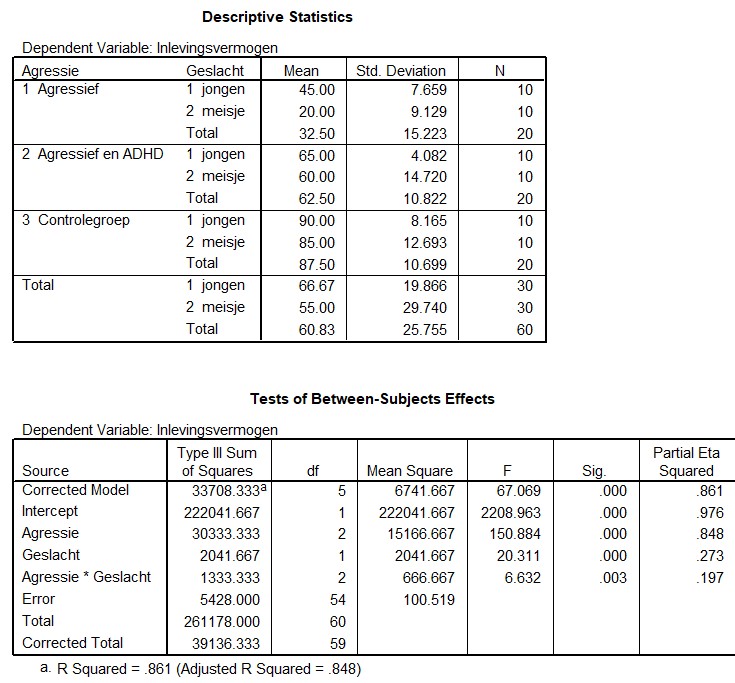 Descriptive Statistics
Dependent Variable: Inlevingsvermogen
Agressie Geslacht Mean Std. Deviation N
1 Agressief 1 jongen 45.00 7.659 10
2 meisje 20.00 9.129 10
Total 32.50 15.223 20
2 Agressief en ADHD 1 jongen 65.00 4.082 10
2 meisje 60.00 14.720 10
Total 62.50 10.822 20
3 Controlegroep 1 jongen 90.00 8.165 10
2 meisje 85.00 12.693 10
Total 87.50 10.699 20
Total 1 jongen 66.67 19.866 30
2 meisje 55.00 29.740 30
Total 60.83 25.755 60
Tests of Between-Subjects Effects
Dependent Variable: Inlevingsvermogen
Source Type III Sum of Squares df Mean Square F Sig. Partial Eta Squared
Corrected Model 33708.333a 5 6741.667 67.069 .000 .861
Intercept 222041.667 1 222041.667 2208.963 .000 .976
Agressie 30333.333 2 15166.667 150.884 .000 .848
Geslacht 2041.667 1 2041.667 20.311 .000 .273
Agressie * Geslacht 1333.333 2 666.667 6.632 .003 .197
Error 5428.000 54 100.519
Total 261178.000 60
Corrected Total 39136.333 59
a. R Squared = .861 (Adjusted R Squared = .848)